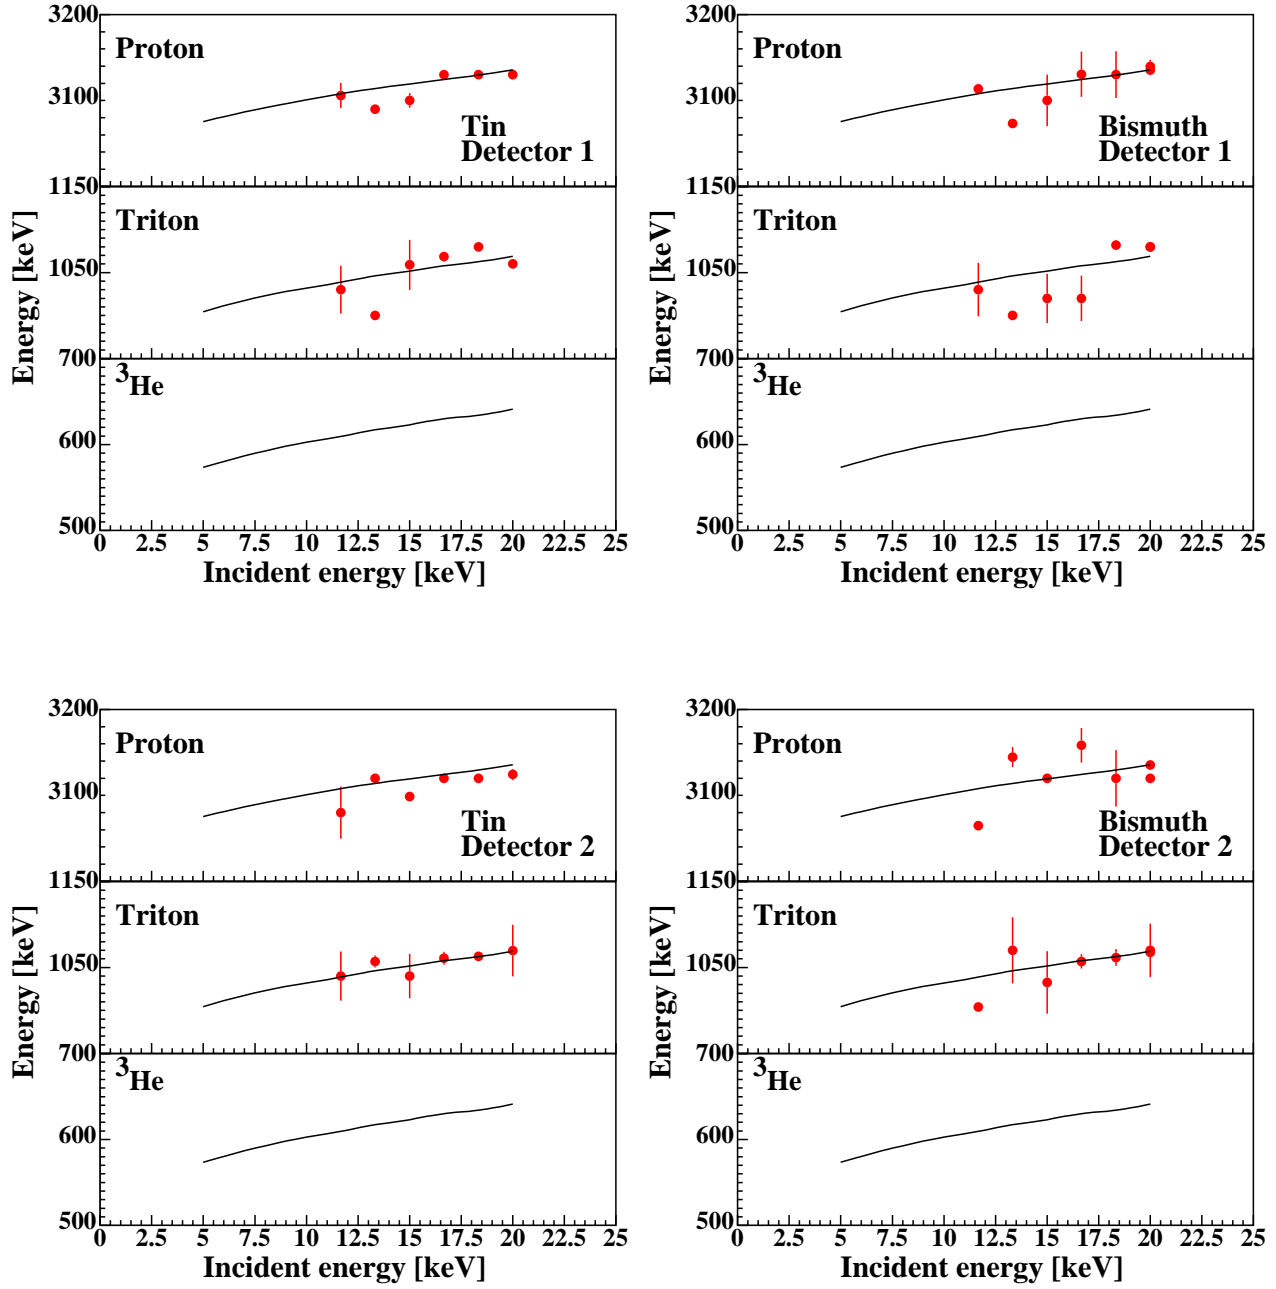 3200
Proton
3100
Tin
Detector 1
1150
Triton
1050
Energy [keV]
700
3He
600
500
0 2.5 5 7.5 10 12.5 15 17.5 20 22.5 25
Incident energy [keV]
3200
Proton
3100
Bismuth
Detector 1
1150
Triton
1050
Energy [keV]
700
3He
600
500
0 2.5 5 7.5 10 12.5 15 17.5 20 22.5 25
Incident energy [keV]
3200
Proton
3100
Tin
Detector 2
1150
Triton
1050
Energy [keV]
700
3He
600
500
0 2.5 5 7.5 10 12.5 15 17.5 20 22.5 25
Incident energy [keV]
3200
Proton
3100
Bismuth
Detector 2
1150
Triton
1050
Energy [keV]
700
3He
600
500
0 2.5 5 7.5 10 12.5 15 17.5 20 22.5 25
Incident energy [keV]